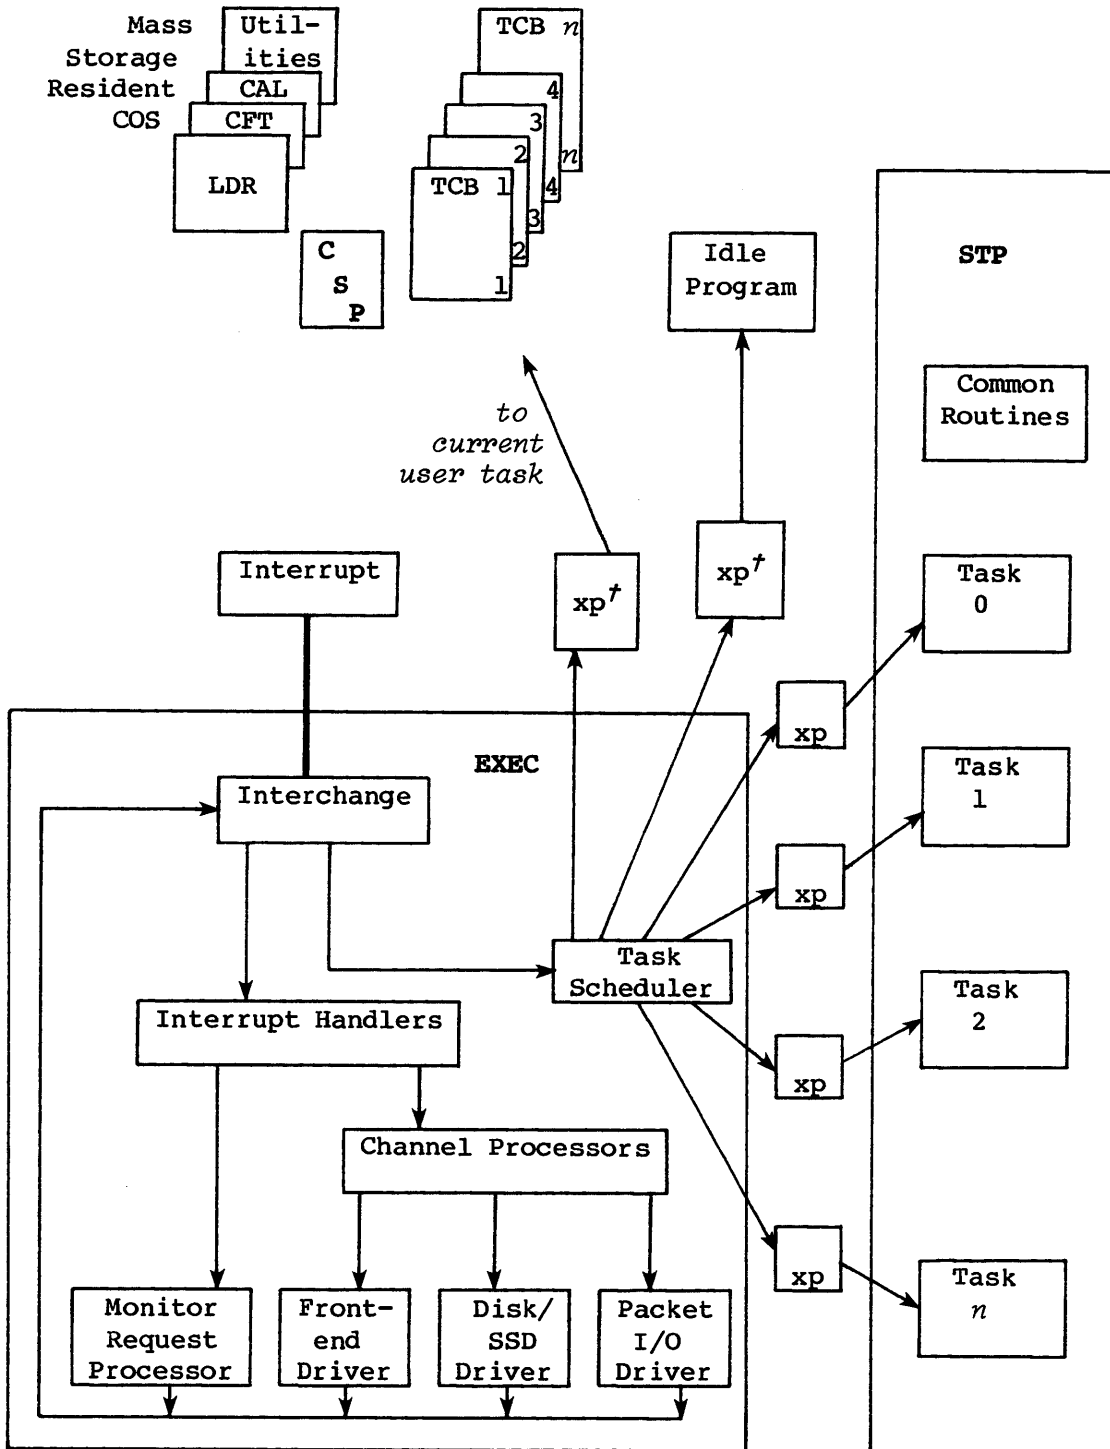 Mass
Storage
Resident
COS
Util-
ities
CAL
CFT
LDR
C
S
P
TCB n
4
3
2
n
TCB 1
4
3
2
1
Idle
Program
STP
Common
Routines
to
current
user task
xp†
xp†
Interrupt
Task
0
xp
EXEC
Interchange
Task
1
xp
Task
Scheduler
Interrupt Handlers
Task
2
xp
Channel Processors
xp
Task
n
Monitor
Request
Processor
Front-
end
Driver
Disk/
SSD
Driver
Packet
I/O
Driver